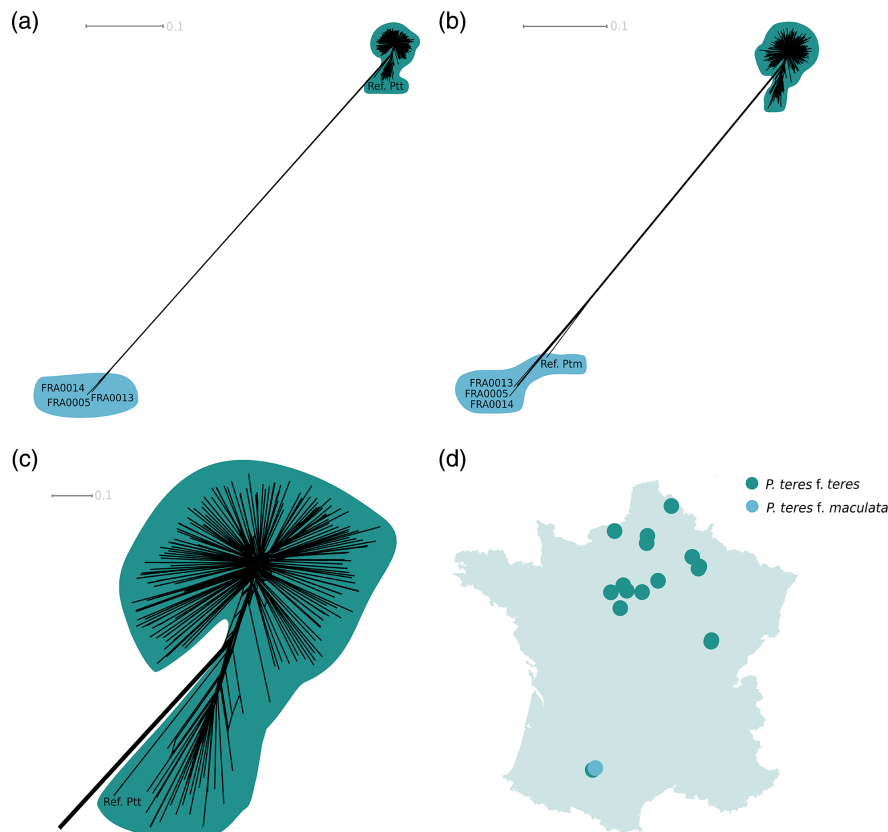 (a)
0.1
Ref. Ptt
FRA0014
FRA0013
FRA0005
(b)
0.1
Ref. Ptm
FRA0013
FRA0005
FRA0014
(c)
0.1
Ref. Ptt
(d)
P. teres f. teres
P. teres f. maculata